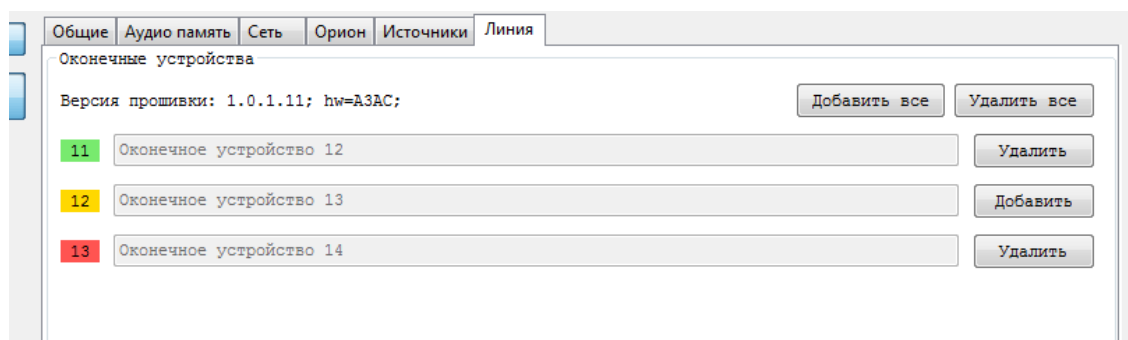 Общие Аудио память Сеть Орион Источники Линия
Оконечные устройства
Версия прошивки: 1.0.1.11; hw=A3AC; Добавить все Удалить все
11 Оконечное устройство 12 Удалить
12 Оконечное устройство 13 Добавить
13 Оконечное устройство 14 Удалить